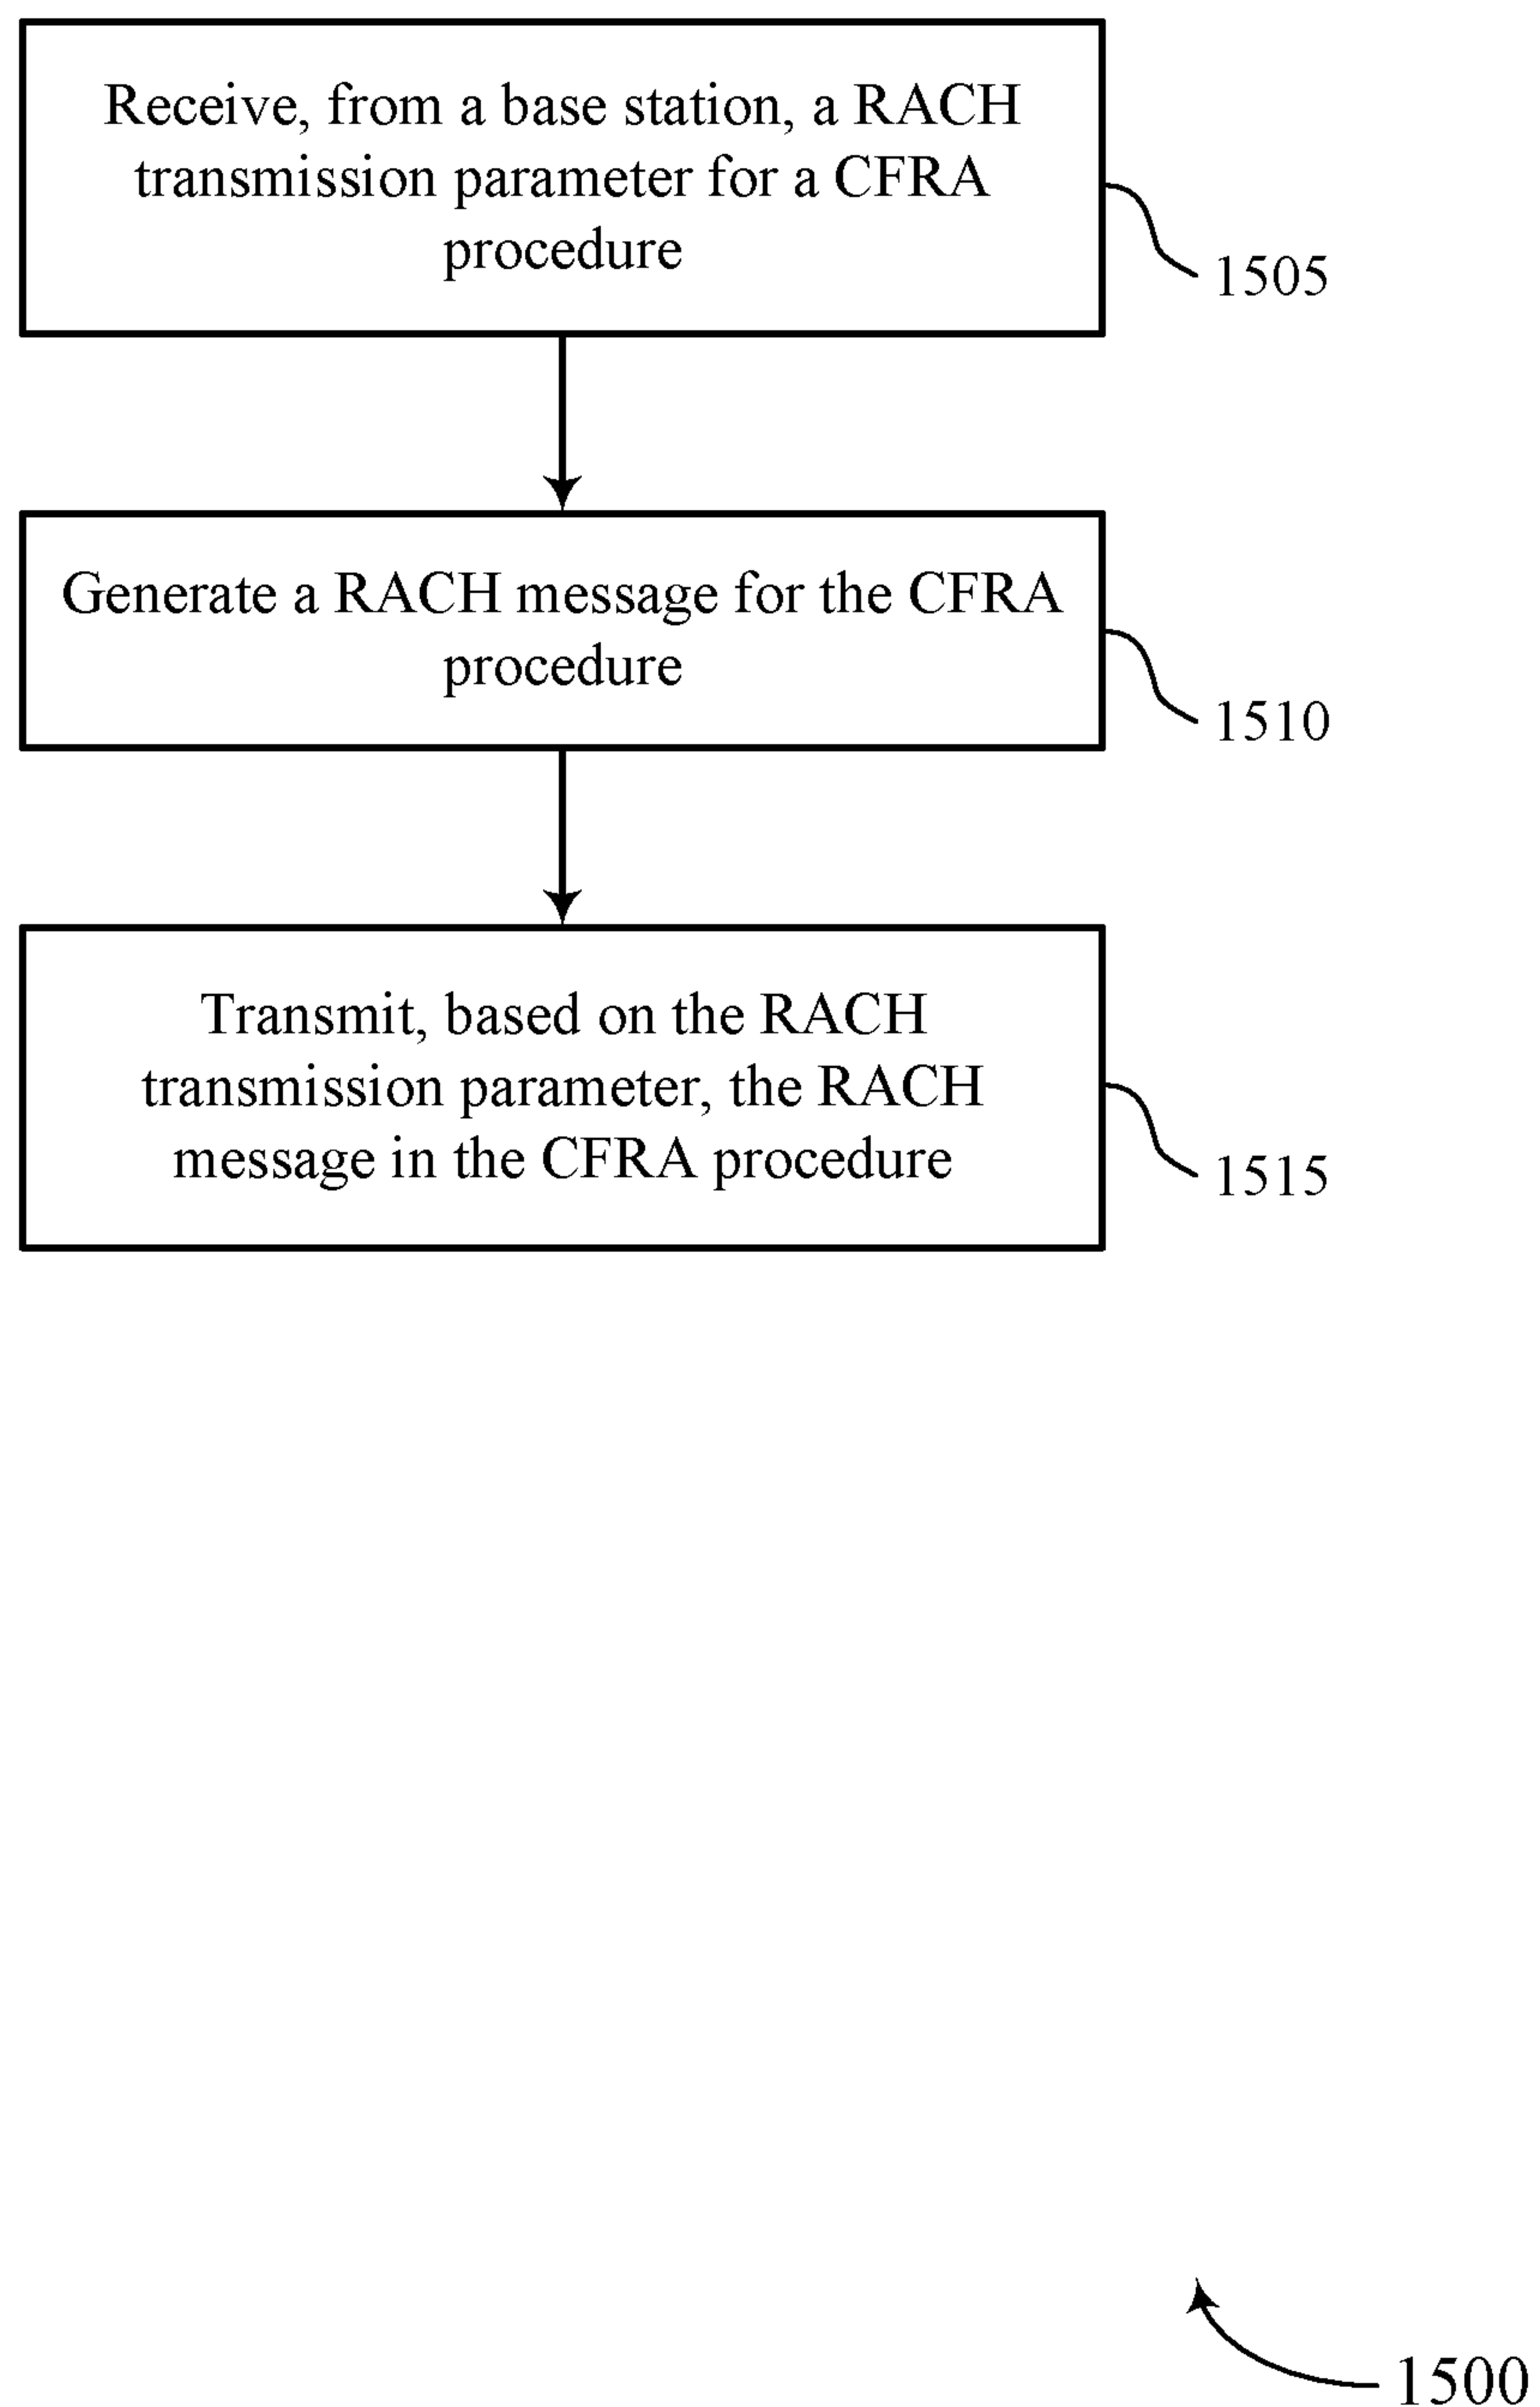 Receive, from a base station, a RACH
transmission parameter for a CFRA
procedure
1505
Generate a RACH message for the CFRA
procedure
1510
Transmit, based on the RACH
transmission parameter, the RACH
message in the CFRA procedure
1515
1500